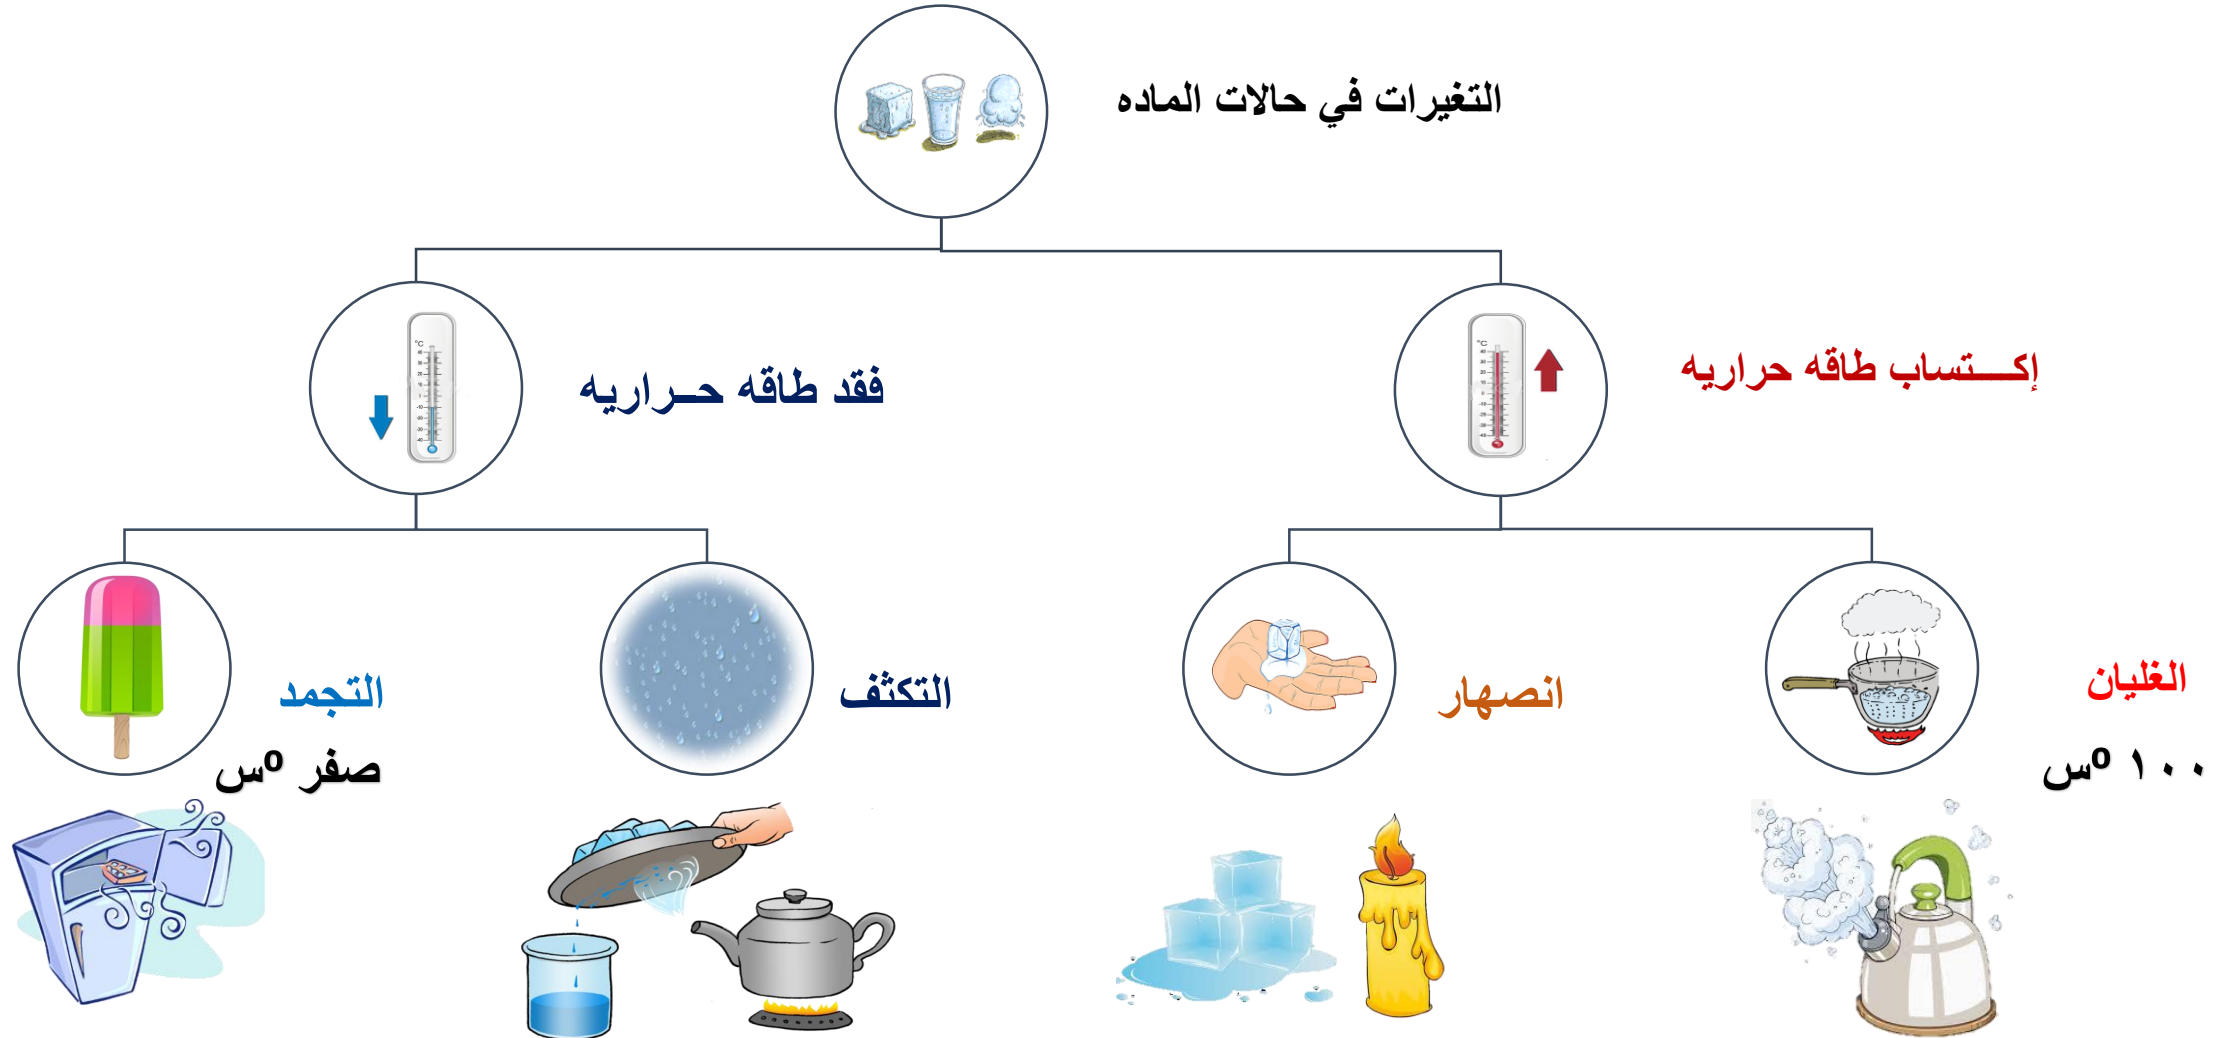 التغيرات في حالات الماده
إكـــتساب طاقه حراريه
فقد طاقه حــراريه
الغليان
١٠٠ ºس
انصهار
التكثف
التجمد
صفر ºس
°C
°C